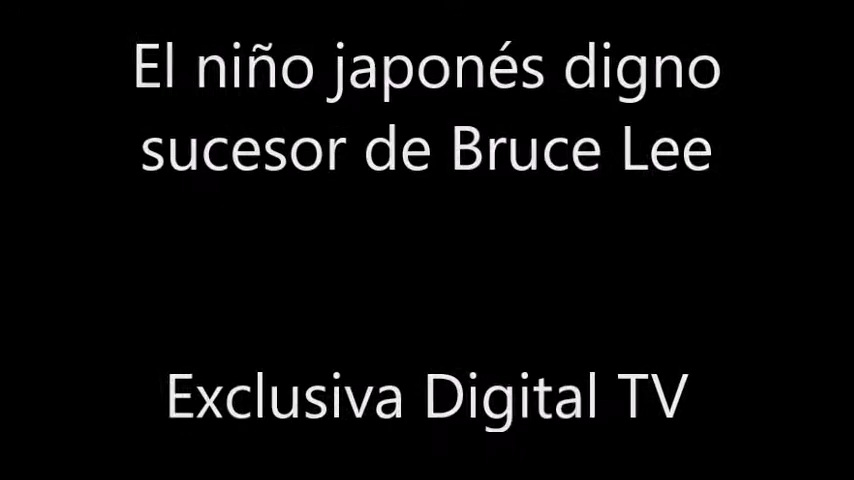 El niño japonés digno
sucesor de Bruce Lee
Exclusiva Digital TV